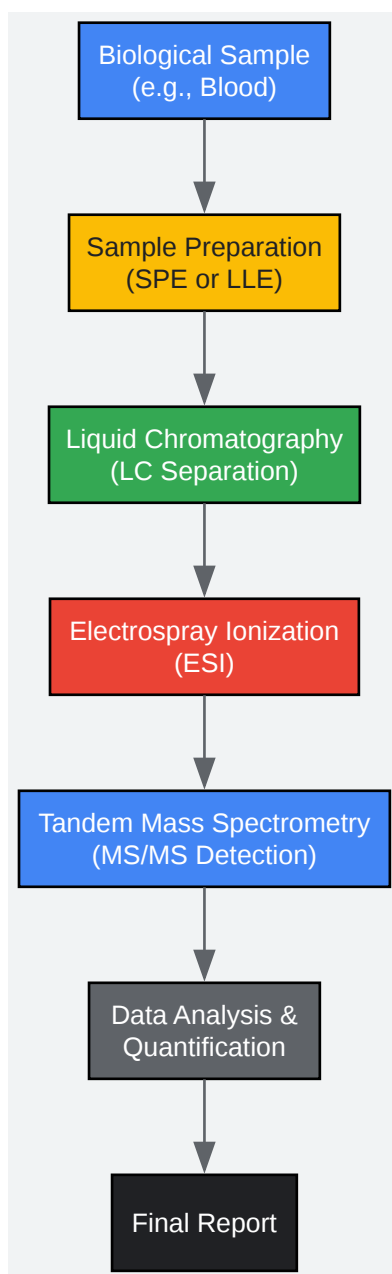 Biological Sample
(e.g., Blood)
Sample Preparation
(SPE or LLE)
Liquid Chromatography
(LC Separation)
Electrospray Ionization
(ESI)
Tandem Mass Spectrometry
(MS/MS Detection)
Data Analysis &
Quantification
Final Report